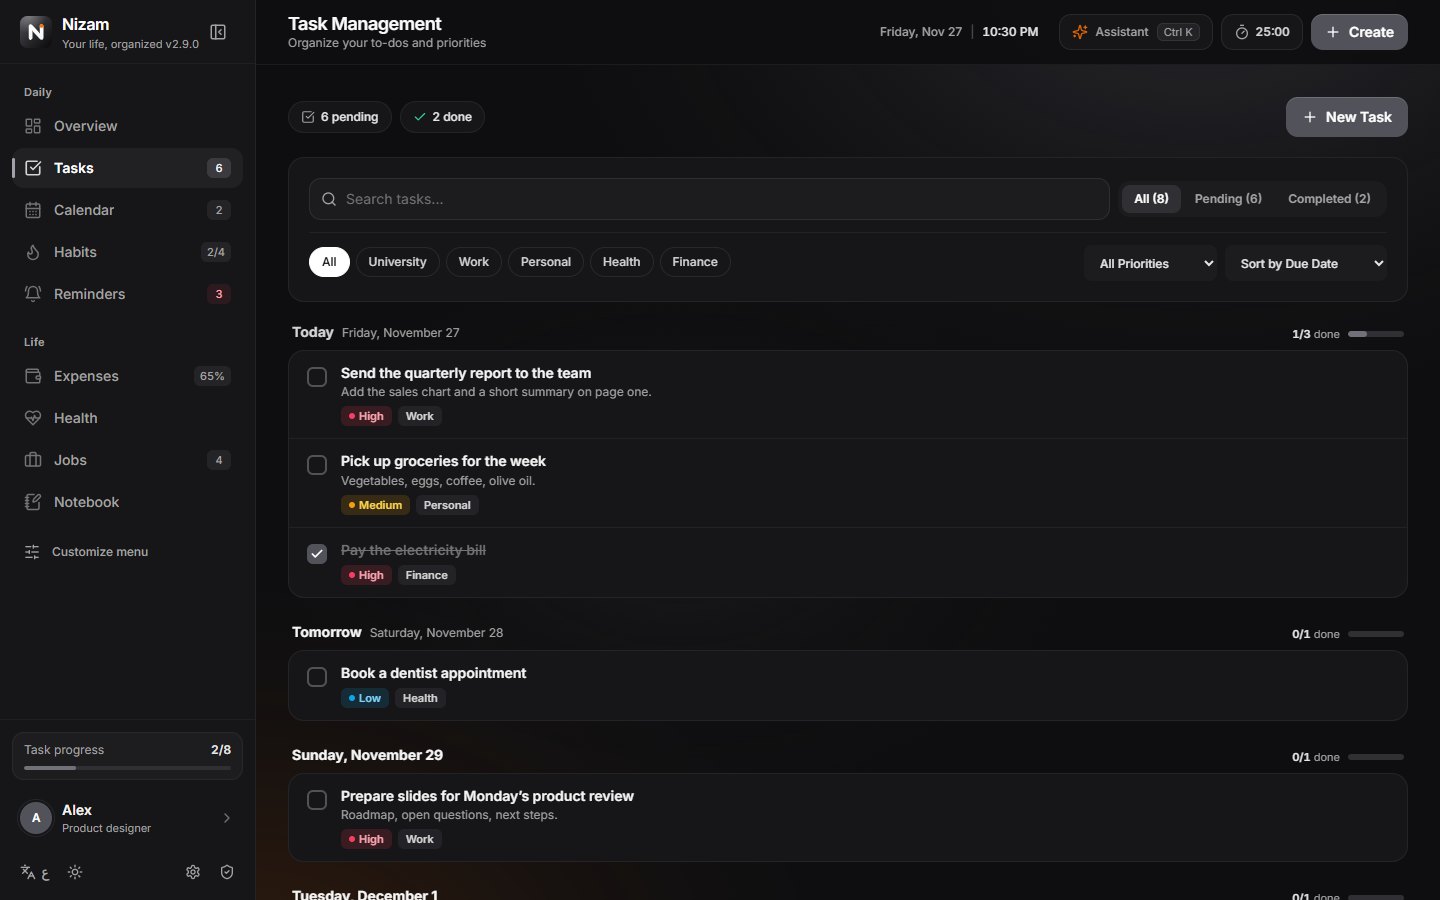 Nizam
Your life, organized v2.9.0
Daily
Overview
Tasks 6
Calendar 2
Habits 2/4
Reminders 3
Life
Expenses 65%
Health
Jobs 4
Notebook
Customize menu
Task progress 2/8
A
Alex
Product designer
ع
Task Management
Organize your to-dos and priorities
Friday, Nov 27 | 10:30 PM
Assistant Ctrl K
25:00
Create
6 pending
2 done
New Task
Search tasks...
All (8) Pending (6) Completed (2)
All University Work Personal Health Finance
All Priorities Sort by Due Date
Today Friday, November 27 1/3 done
Send the quarterly report to the team
Add the sales chart and a short summary on page one.
High Work
Pick up groceries for the week
Vegetables, eggs, coffee, olive oil.
Medium Personal
Pay the electricity bill
High Finance
Tomorrow Saturday, November 28 0/1 done
Book a dentist appointment
Low Health
Sunday, November 29 0/1 done
Prepare slides for Monday’s product review
Roadmap, open questions, next steps.
High Work
Tuesday, December 1 0/1 done